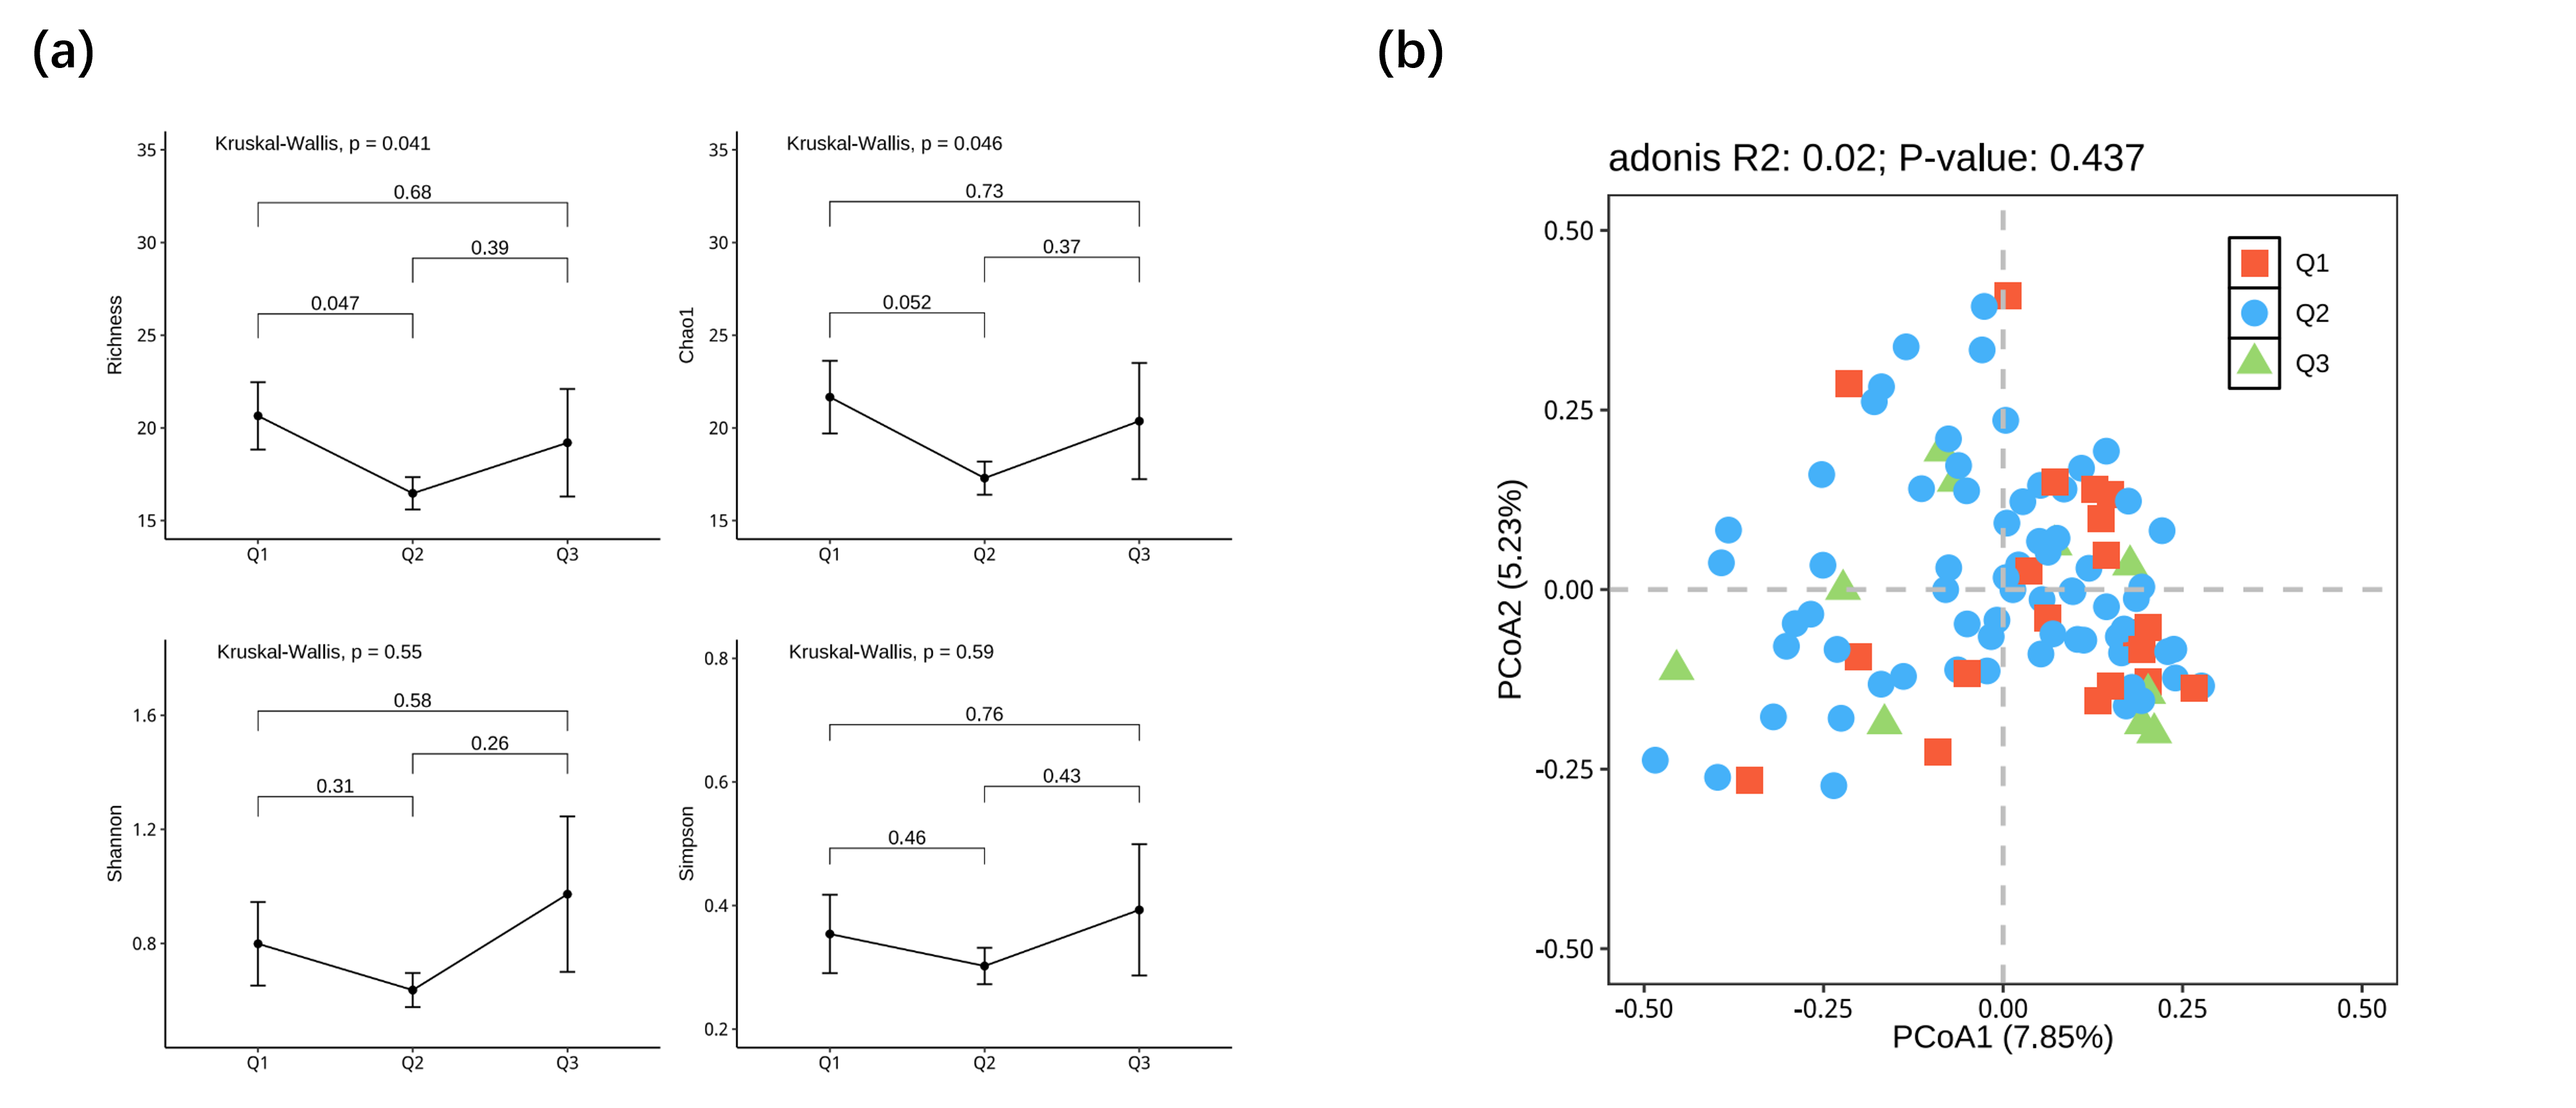 (a)
Kruskal-Wallis, p = 0.041
35
30
25
20
15
Richness
0.68
0.39
0.047
Q1 Q2 Q3
Kruskal-Wallis, p = 0.046
35
30
25
20
15
Chao1
0.73
0.37
0.052
Q1 Q2 Q3
Kruskal-Wallis, p = 0.55
1.6
1.2
0.8
Shannon
0.58
0.26
0.31
Q1 Q2 Q3
Kruskal-Wallis, p = 0.59
0.8
0.6
0.4
0.2
Simpson
0.76
0.43
0.46
Q1 Q2 Q3
(b)
adonis R2: 0.02; P-value: 0.437
0.50
0.25
0.00
-0.25
-0.50
PCoA2 (5.23%)
Q1
Q2
Q3
-0.50 -0.25 0.00 0.25 0.50
PCoA1 (7.85%)